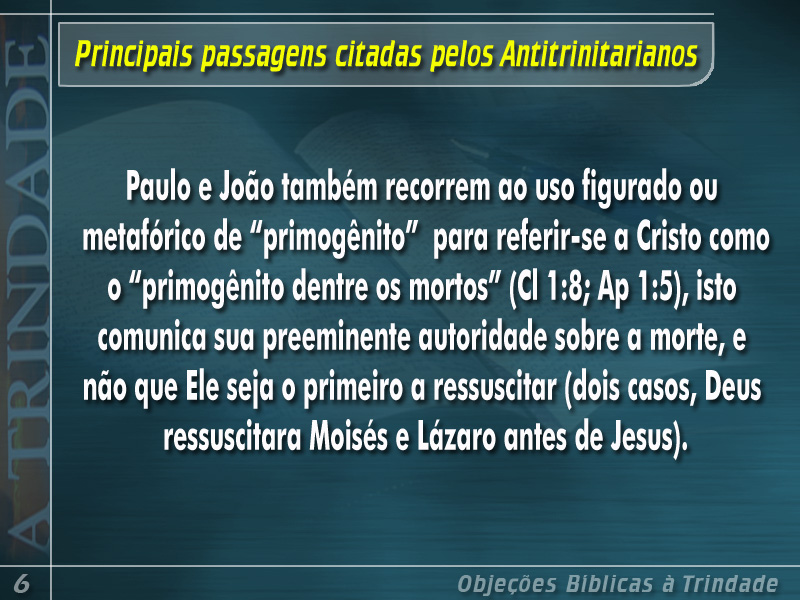 Principais passagens citadas pelos Antitrinitarianos
A TRINDADE
Paulo e João também recorrem ao uso figurado ou
metafórico de “primogênito” para referir-se a Cristo como
o “primogênito dentre os mortos” (Cl 1:8; Ap 1:5), isto
comunica sua preeminente autoridade sobre a morte, e
não que Ele seja o primeiro a ressuscitar (dois casos, Deus
ressuscitara Moisés e Lázaro antes de Jesus).
6
Objeções Bíblicas à Trindade